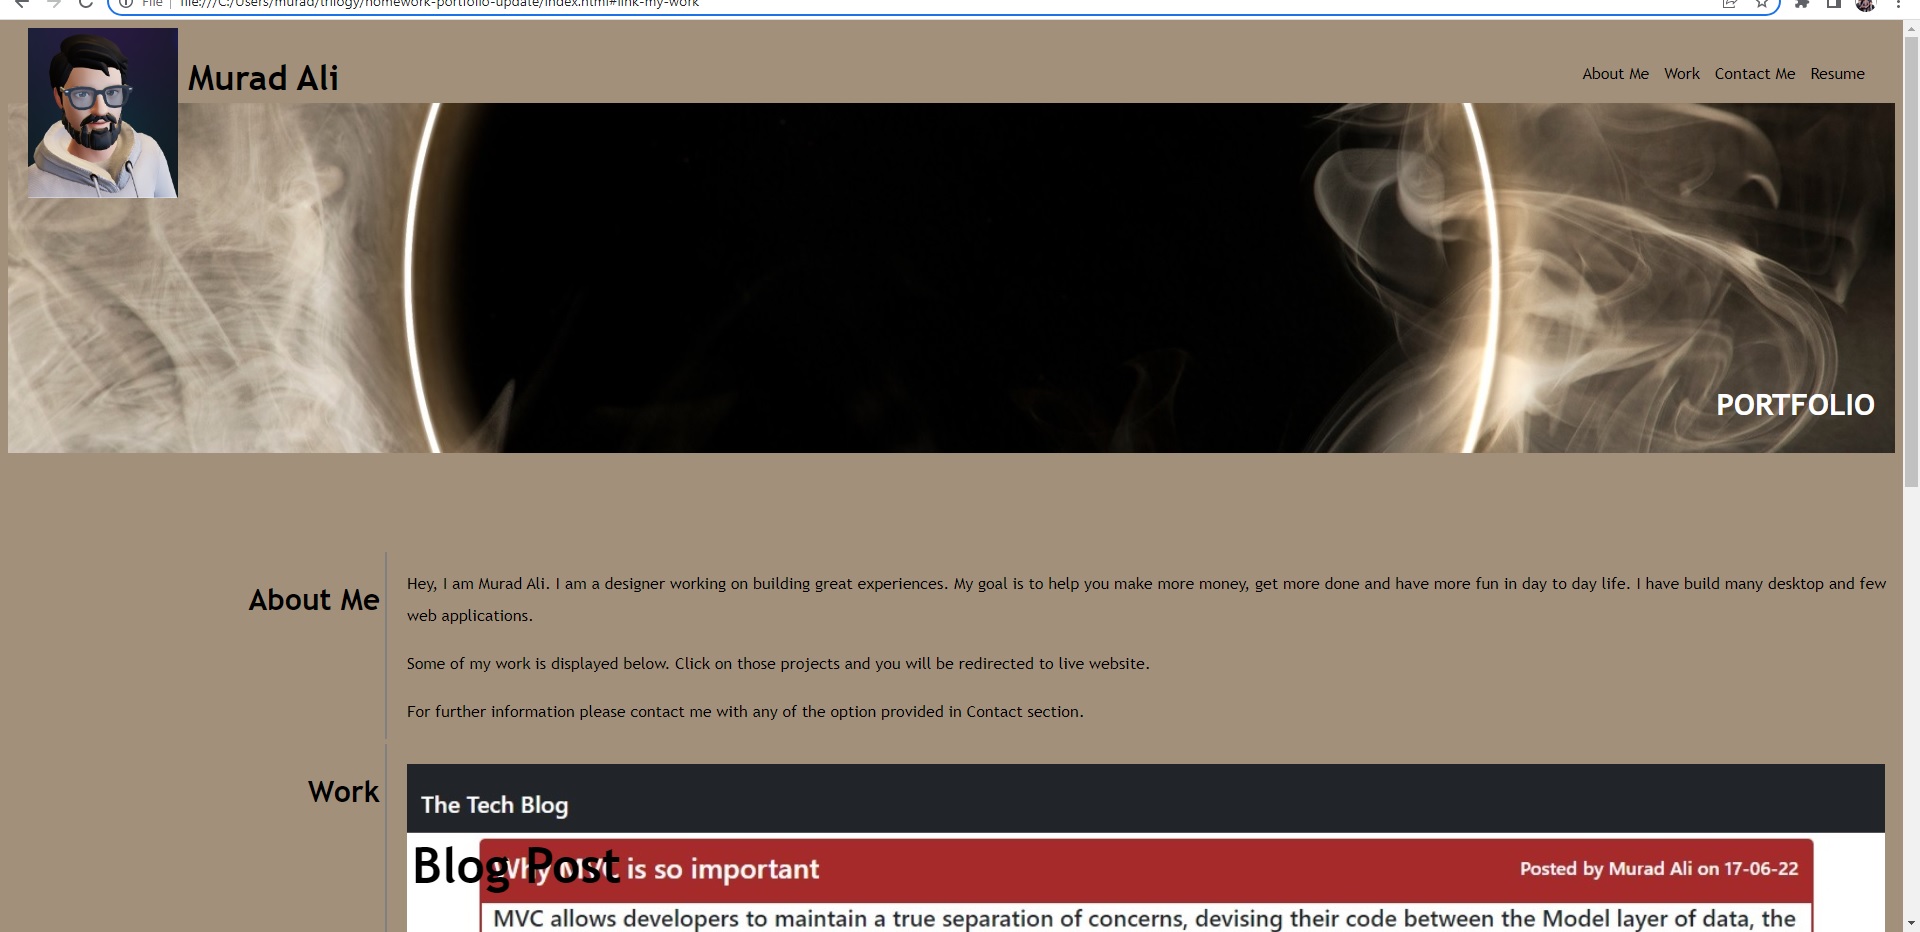 File | file:///C:/Users/murad/trilogy/homework-portfolio-update/index.html#link-my-work
Murad Ali
About Me Work Contact Me Resume
PORTFOLIO
About Me
Hey, I am Murad Ali. I am a designer working on building great experiences. My goal is to help you make more money, get more done and have more fun in day to day life. I have build many desktop and few
web applications.
Some of my work is displayed below. Click on those projects and you will be redirected to live website.
For further information please contact me with any of the option provided in Contact section.
Work
The Tech Blog
Blog Post
Why MVC is so important
Posted by Murad Ali on 17-06-22
MVC allows developers to maintain a true separation of concerns, devising their code between the Model layer of data, the